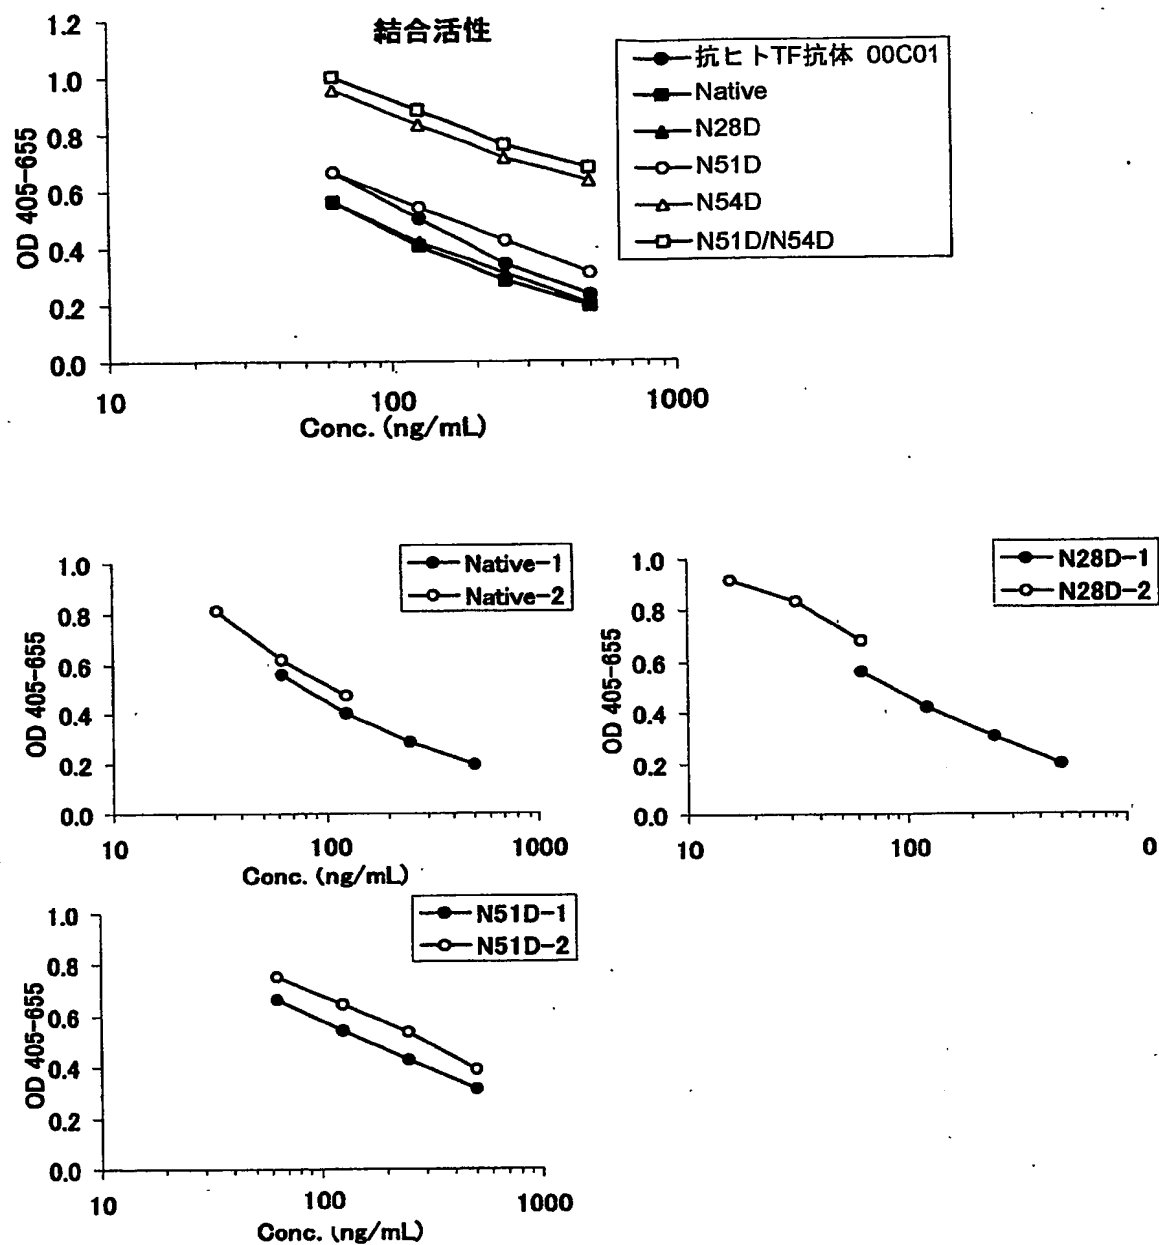 結合活性
1.2
1.0
0.8
0.6
0.4
0.2
0.0
OD 405-655
10
100
1000
Conc. (ng/mL)
抗ヒトTF抗体 00C01
Native
N28D
N51D
N54D
N51D/N54D
1.0
0.8
0.6
0.4
0.2
0.0
OD 405-655
10
100
1000
Conc. (ng/mL)
Native-1
Native-2
1.0
0.8
0.6
0.4
0.2
0.0
OD 405-655
10
100
0
N28D-1
N28D-2
1.0
0.8
0.6
0.4
0.2
0.0
OD 405-655
10
100
1000
Conc. (ng/mL)
N51D-1
N51D-2